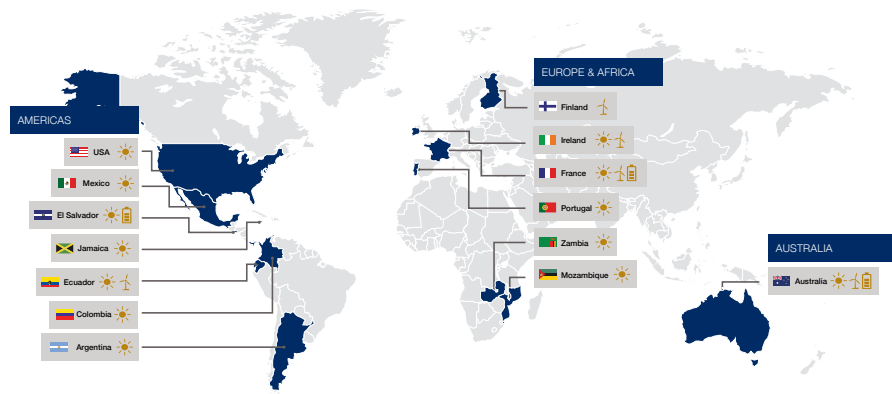 AMERICAS
USA
Mexico
El Salvador
Jamaica
Ecuador
Colombia
Argentina
EUROPE & AFRICA
Finland
Ireland
France
Portugal
Zambia
Mozambique
AUSTRALIA
Australia